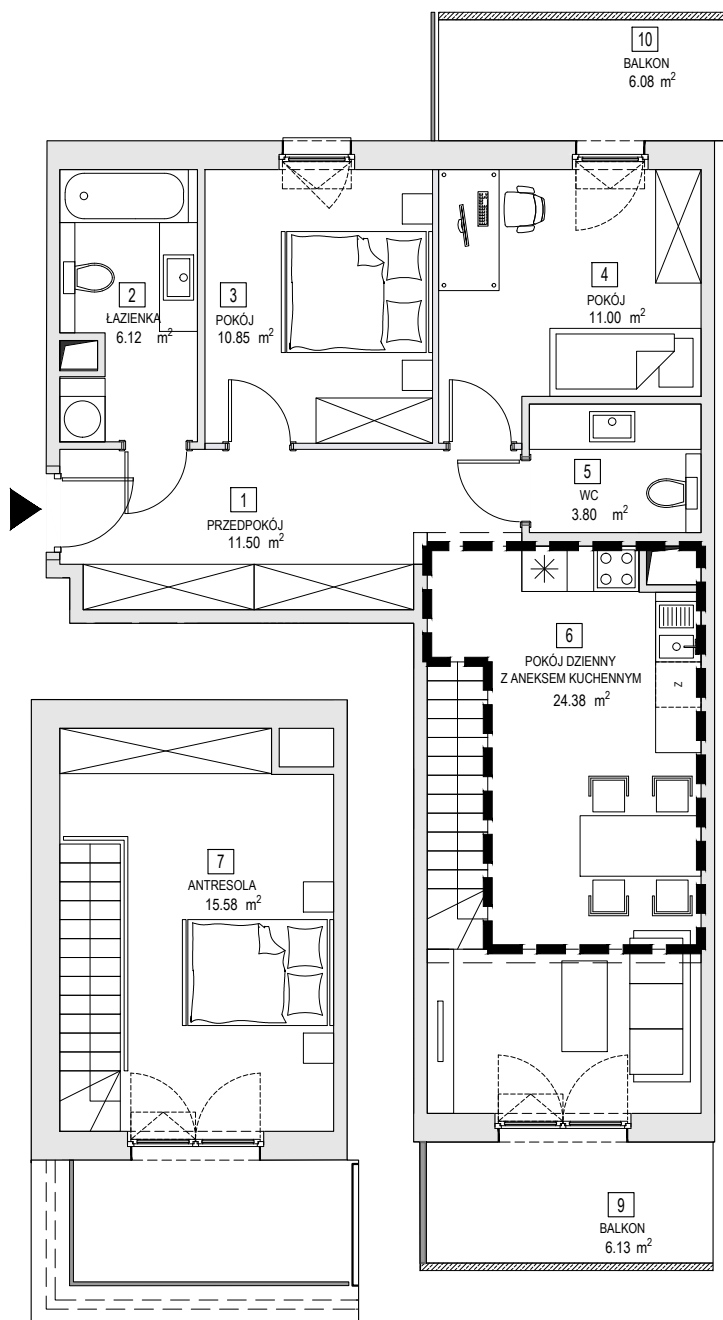 10
BALKON
6.08 m²
2
ŁAZIENKA
6.12 m²
3
POKÓJ
10.85 m²
4
POKÓJ
11.00 m²
5
WC
3.80 m²
1
PRZEDPOKÓJ
11.50 m²
6
POKÓJ DZIENNY
Z ANEKSEM KUCHENNYM
24.38 m²
Z
7
ANTRESOLA
15.58 m²
9
BALKON
6.13 m²